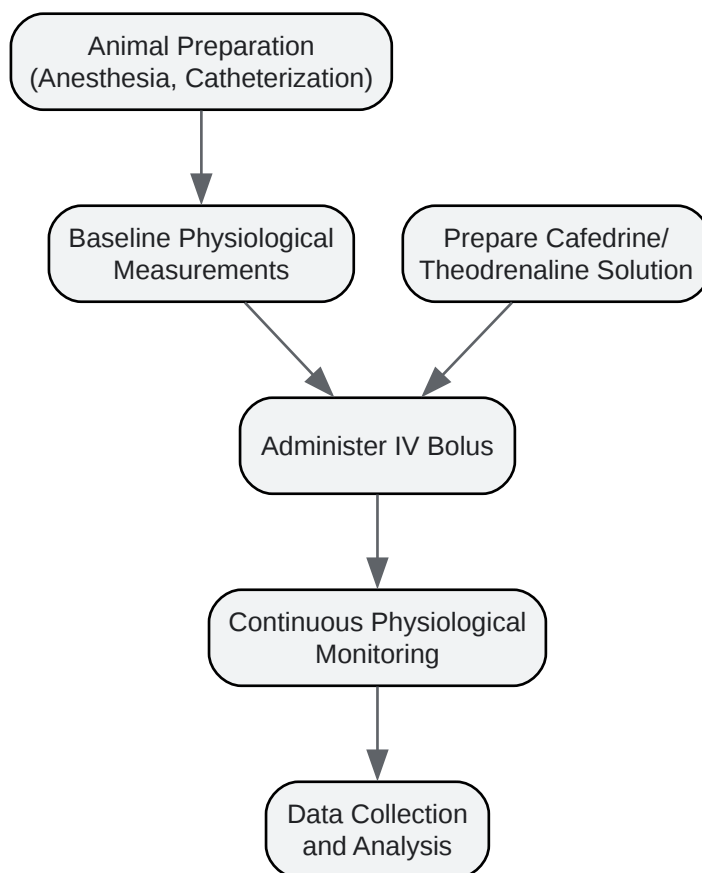 Animal Preparation
(Anesthesia, Catheterization)
Baseline Physiological
Measurements
Prepare Cafedrine/
Theodrenaline Solution
Administer IV Bolus
Continuous Physiological
Monitoring
Data Collection
and Analysis